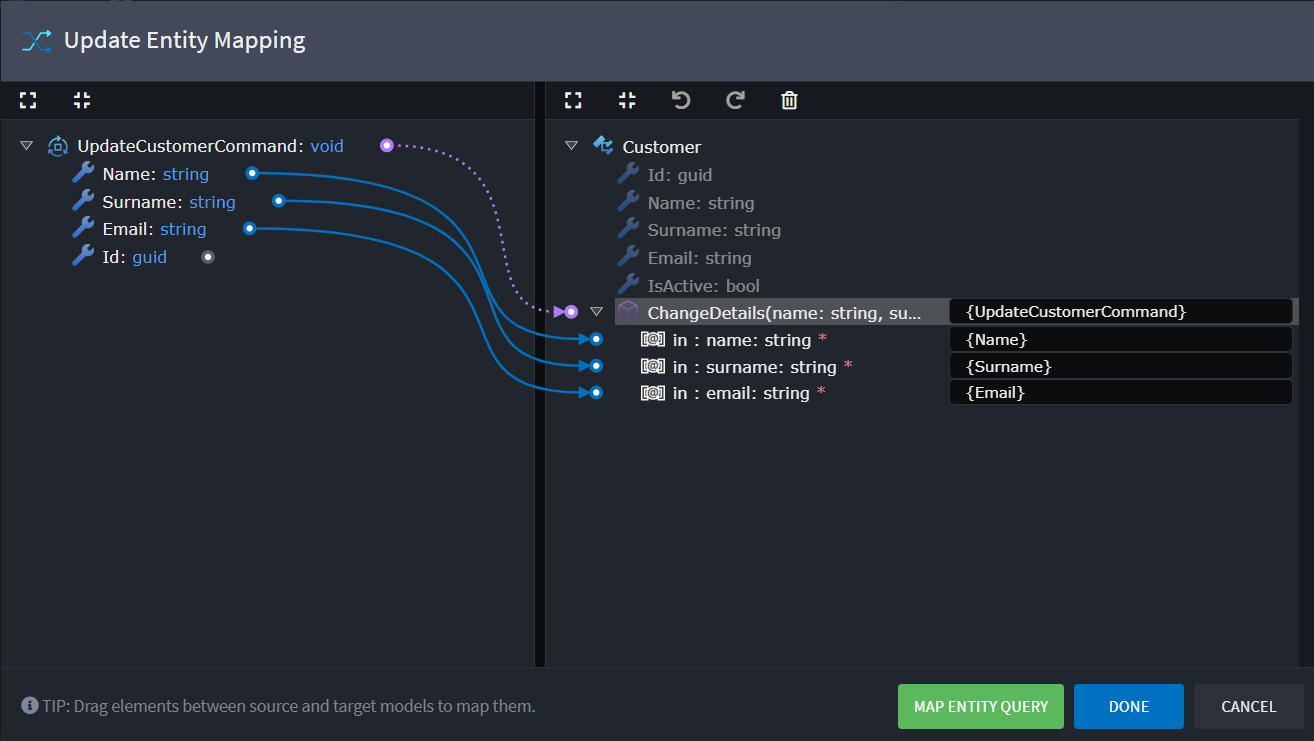 Update Entity Mapping
UpdateCustomerCommand: void
Name: string
Surname: string
Email: string
Id: guid
Customer
Id: guid
Name: string
Surname: string
Email: string
IsActive: bool
ChangeDetails(name: string, su... {UpdateCustomerCommand}
[@] in : name: string * {Name}
[@] in : surname: string * {Surname}
[@] in : email: string * {Email}
TIP: Drag elements between source and target models to map them.
MAP ENTITY QUERY DONE CANCEL